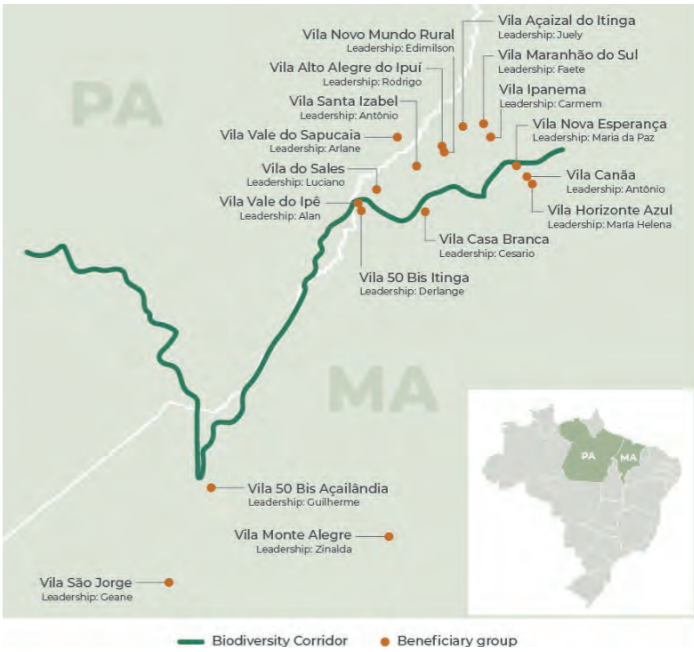 Vila Novo Mundo Rural
Leadership: Edimilson
Vila Açaizal do Itinga
Leadership: Juely
Vila Alto Alegre do Ipuí
Leadership: Rodrigo
Vila Maranhão do Sul
Leadership: Faete
Vila Santa Izabel
Leadership: Antônio
Vila Ipanema
Leadership: Carmem
Vila Vale do Sapucaia
Leadership: Arlane
Vila Nova Esperança
Leadership: Maria da Paz
Vila do Sales
Leadership: Luciano
Vila Canãa
Leadership: Antônio
Vila Vale do Ipê
Leadership: Alan
Vila Horizonte Azul
Leadership: María Helena
Vila Casa Branca
Leadership: Cesario
Vila 50 Bis Itinga
Leadership: Derlange
PA
MA
PA
MA
Vila 50 Bis Açailândia
Leadership: Guilherme
Vila Monte Alegre
Leadership: Zinalda
Vila São Jorge
Leadership: Geane
Biodiversity Corridor
Beneficiary group